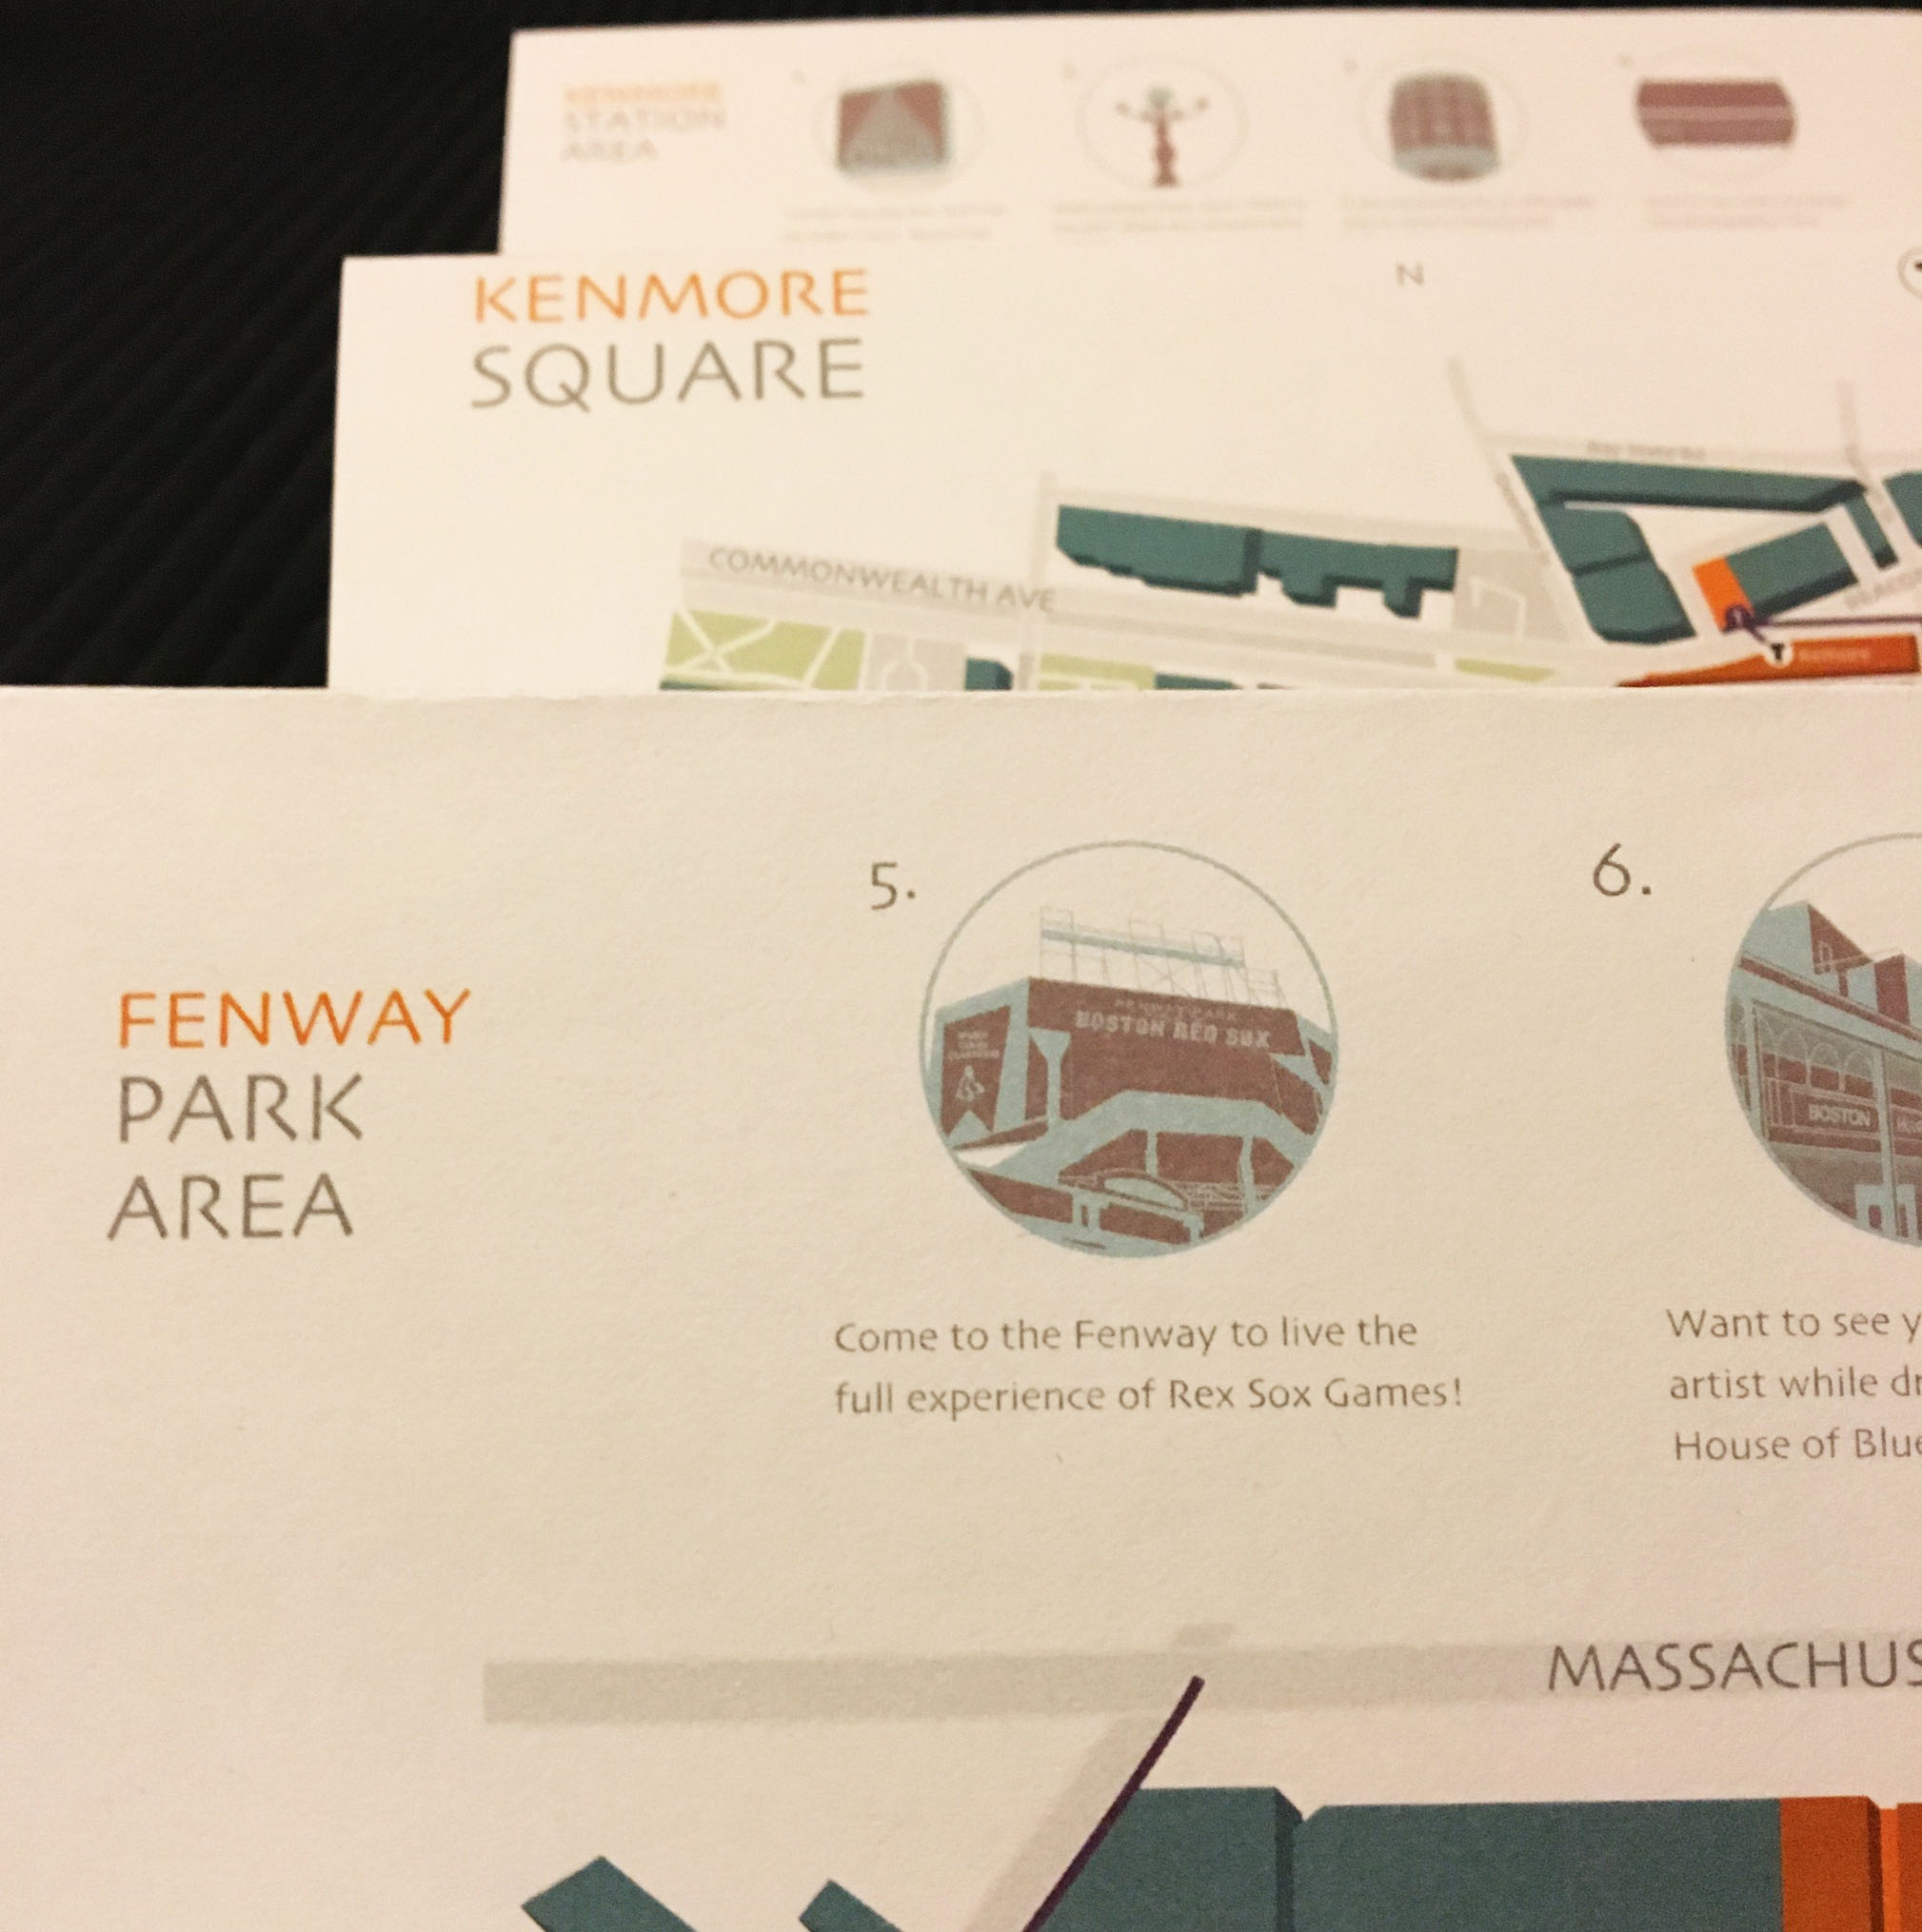 KENMORE
STATION
AREA
KENMORE
SQUARE
N
COMMONWEALTH AVE
T
FENWAY
PARK
AREA
5.
FENWAY PARK
BOSTON RED SOX
Come to the Fenway to live the
full experience of Rex Sox Games!
6.
BOSTON
Want to see y
artist while dr
House of Blue
MASSACHUS